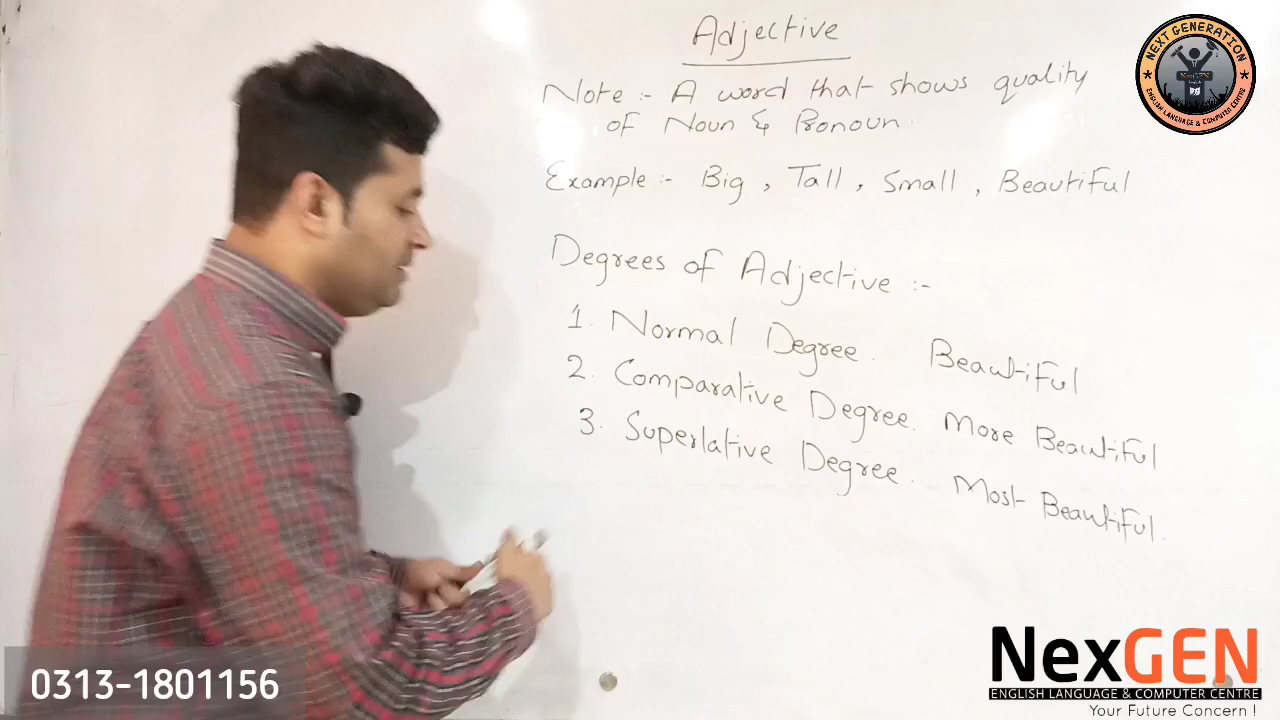 Adjective
Note :- A word that shows quality
of Noun & Pronoun.
Example :- Big , Tall , Small , Beautiful
Degrees of Adjective :-
1. Normal Degree. Beautiful
2. Comparative Degree. More Beautiful
3. Superlative Degree. Most Beautiful.
NEXT GENERATION
NexGEN
ENGLISH LANGUAGE & COMPUTER CENTRE
0313-1801156
NexGEN
ENGLISH LANGUAGE & COMPUTER CENTRE
Your Future Concern !